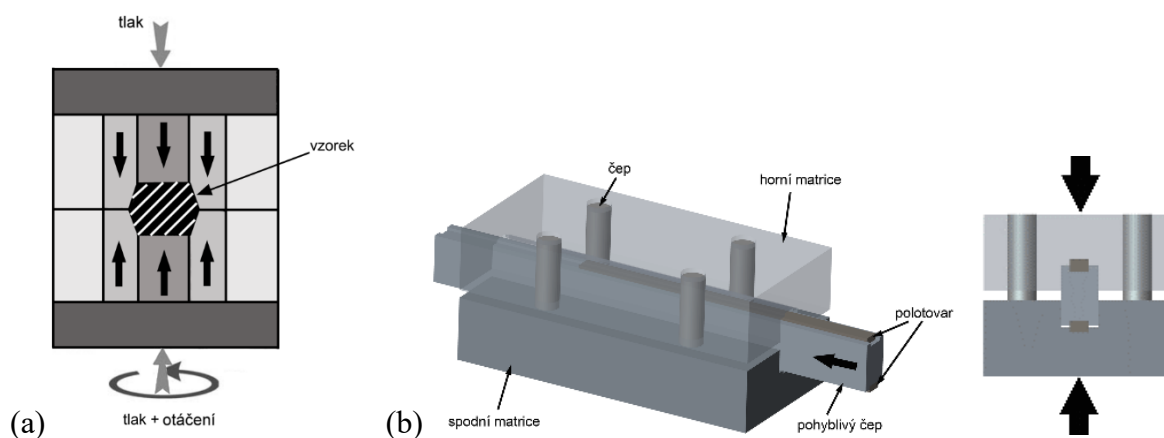 tlak
vzorek
tlak + otáčení
(a)
čep
horní matrice
polotovar
spodní matrice
pohyblivý čep
(b)